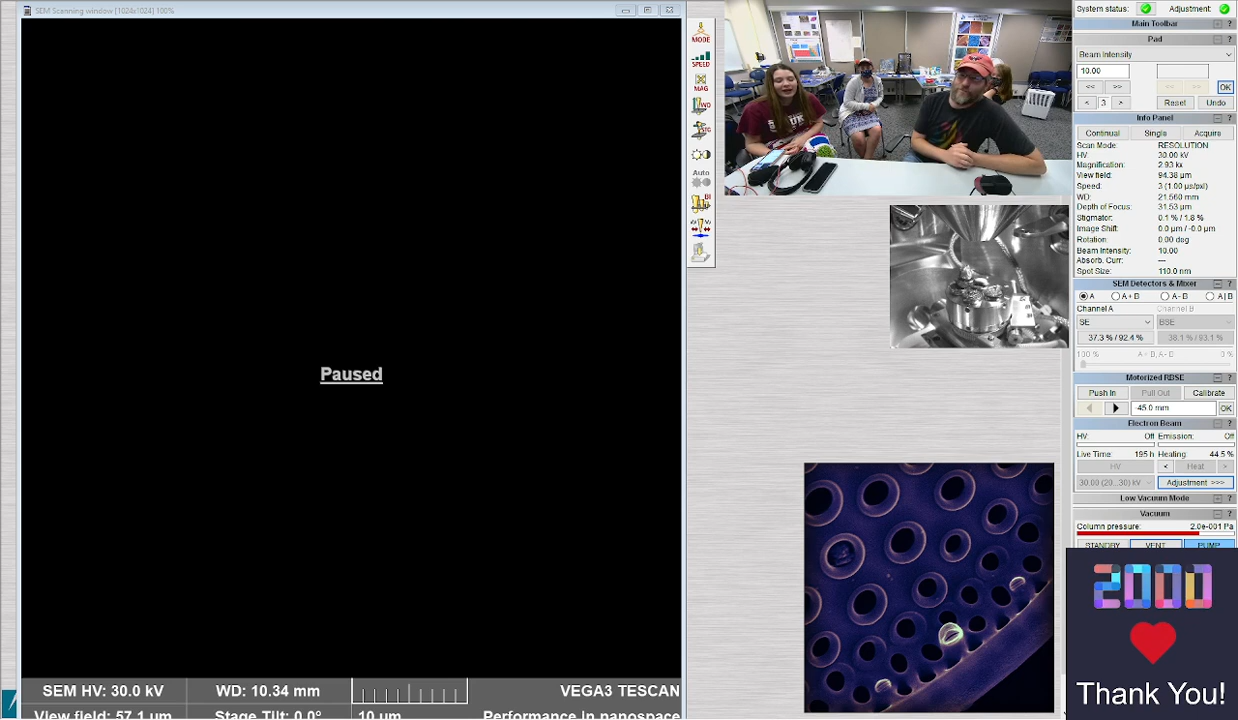 SEM Scanning window [1024x1024] 100%
Paused
SEM HV: 30.0 kV
WD: 10.34 mm
VEGA3 TESCAN
View field: 57.1 µm
Stage Tilt: 0.0°
10 µm
Performance in nanospace
MODE
SPEED
MAG
WD
STG
Auto
BI
UK
System status:
Adjustment:
Main Toolbar
Pad
Beam Intensity
10.00
<< >> << >> OK
< 3 > Reset Undo
Info Panel
Continual Single Acquire
Scan Mode: RESOLUTION
HV: 30.00 kV
Magnification: 2.93 kx
View field: 94.38 µm
Speed: 3 (1.00 µs/pxl)
WD: 21.560 mm
Depth of Focus: 31.53 µm
Stigmator: 0.1 % / 1.8 %
Image Shift: 0.0 µm / -0.0 µm
Rotation: 0.00 deg
Beam Intensity: 10.00
Absorb. Curr: ---
Spot Size: 110.0 nm
SEM Detectors & Mixer
A A+B A-B A|B
Channel A Channel B
SE BSE
37.3 % / 92.4 % 38.1 % / 93.1 %
100 % A+B, A-B 0 %
Motorized RBSE
Push In Pull Out Calibrate
-45.0 mm OK
Electron Beam
HV: Off Emission: Off
Live Time: 195 h Heating: 44.5 %
HV < Heat >
30.00 (20...30) kV Adjustment >>>
Low Vacuum Mode
Vacuum
Column pressure: 2.0e-001 Pa
STANDBY VENT PUMP
2000
Thank You!